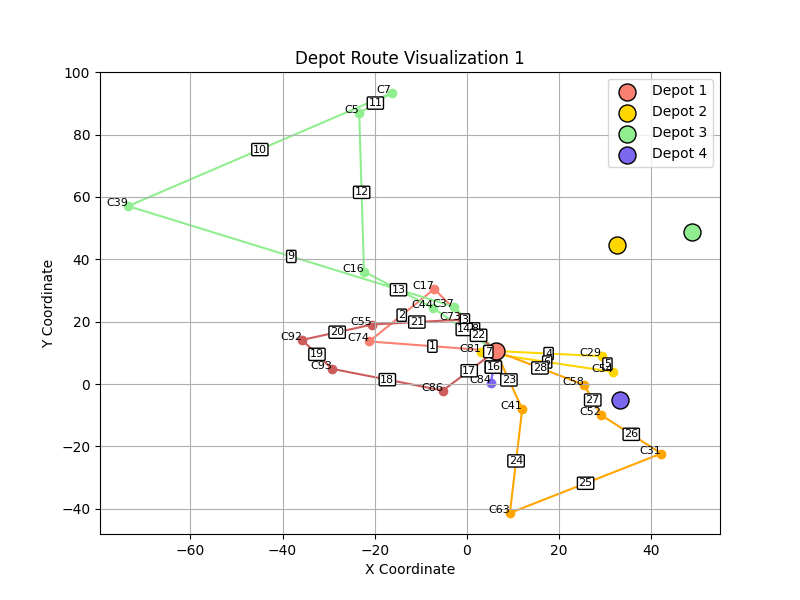 Depot Route Visualization 1
Depot 1
Depot 2
Depot 3
Depot 4
Y Coordinate
100
80
60
40
20
0
−20
−40
−60
−40
−20
0
20
40
X Coordinate
C7
11
C5
10
12
C39
9
C16
13
C17
C44
C37
2
C73
3
C55
21
14
8
20
22
C92
C74
1
C81
7
4
C29
19
6
5
C93
16
28
C54
17
18
C84
23
C58
C86
27
C41
C52
26
C31
24
25
C63